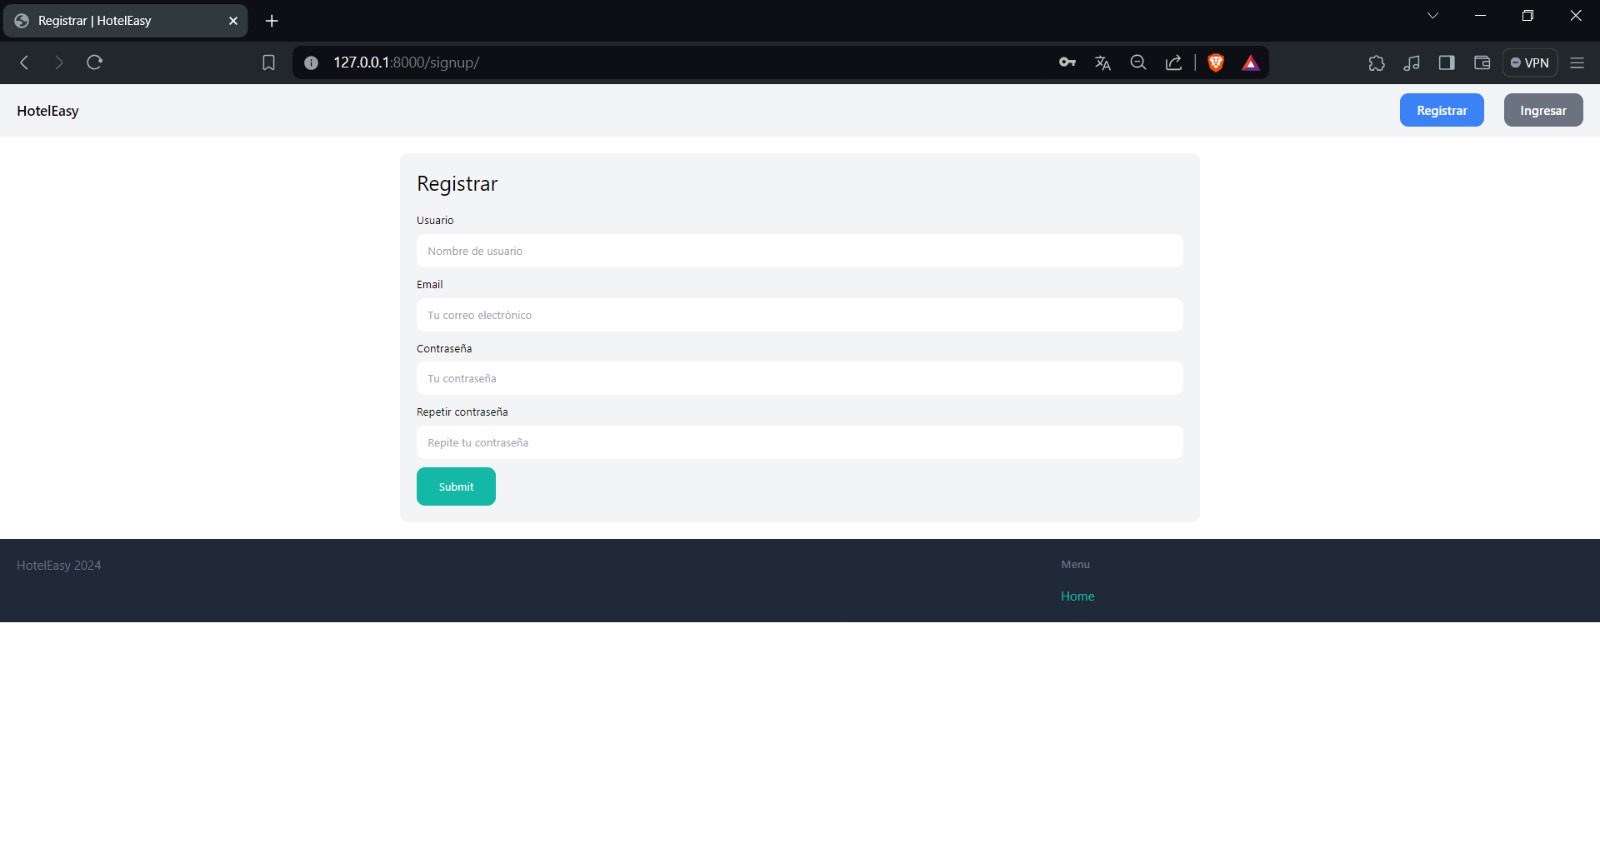 Registrar | HotelEasy
127.0.0.1:8000/signup/
VPN
HotelEasy
Registrar
Ingresar
Registrar
Usuario
Nombre de usuario
Email
Tu correo electrónico
Contraseña
Tu contraseña
Repetir contraseña
Repite tu contraseña
Submit
HotelEasy 2024
Menu
Home